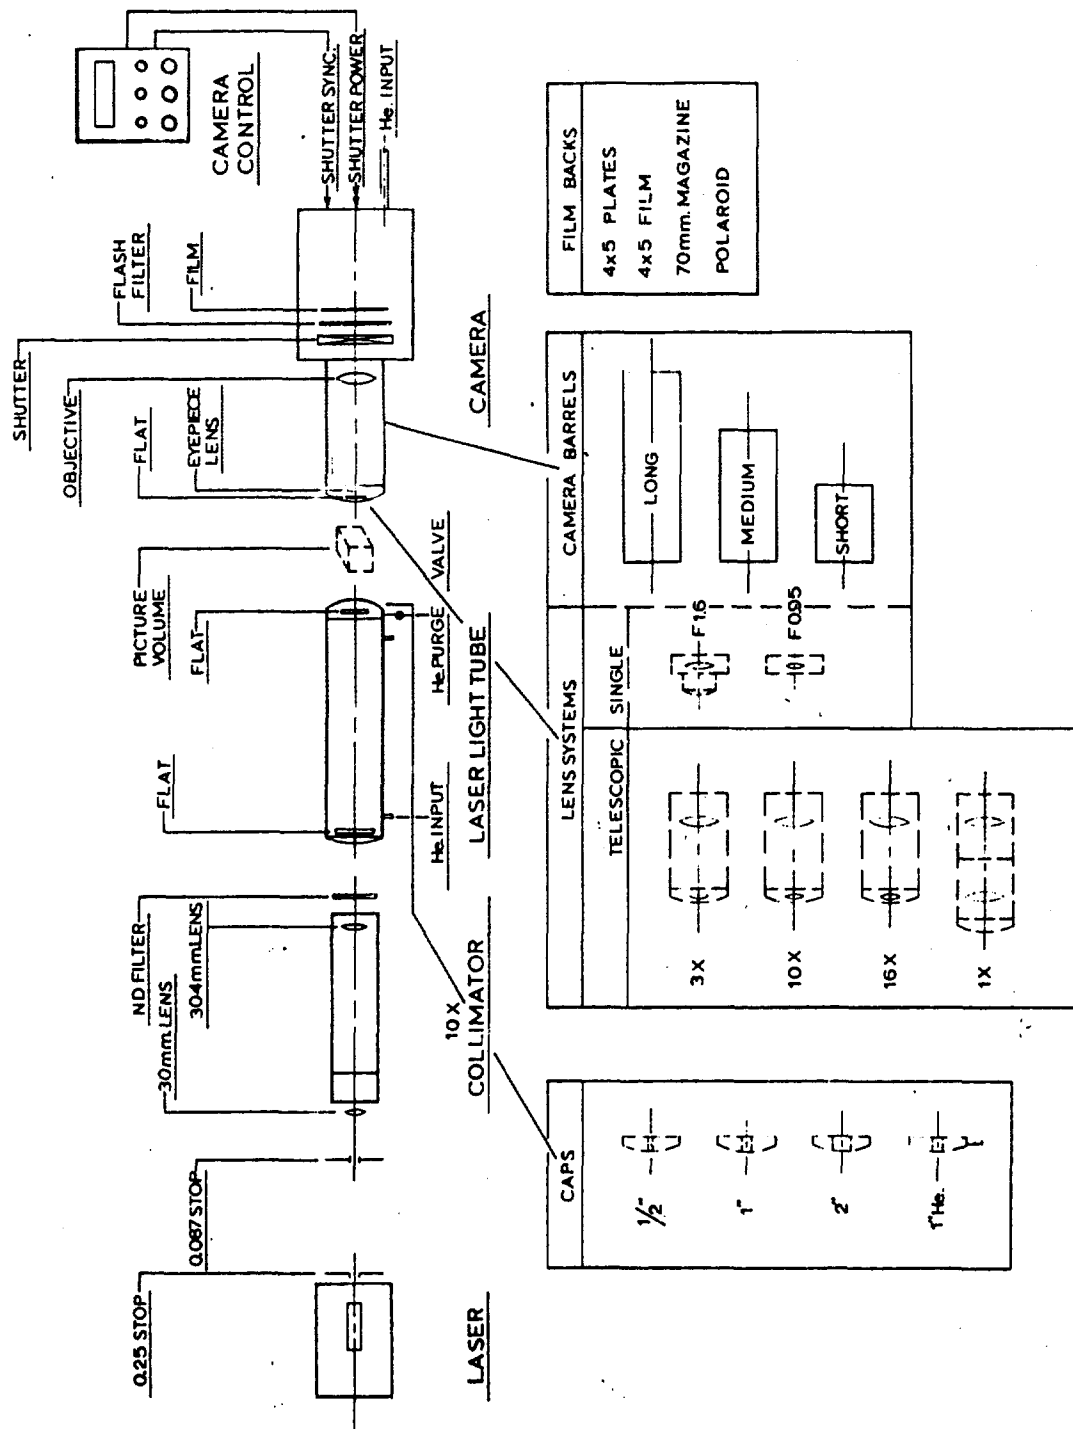 0.25 STOP
0.087 STOP
30mm.LENS
ND FILTER
304mm.LENS
FLAT
FLAT
PICTURE
VOLUME
FLAT
EYEPIECE
LENS
OBJECTIVE
SHUTTER
FLASH
FILTER
FILM
CAMERA
CONTROL
SHUTTER SYNC.
SHUTTER POWER
He. INPUT
LASER
10 X
COLLIMATOR
He. INPUT
LASER LIGHT TUBE
He. PURGE VALVE
CAMERA
CAPS
1/2"
1"
2"
1" He.
LENS SYSTEMS
TELESCOPIC
SINGLE
3X
10X
16X
1X
F 1.6
F 0.95
CAMERA BARRELS
LONG
MEDIUM
SHORT
FILM BACKS
4x5 PLATES
4x5 FILM
70mm. MAGAZINE
POLAROID